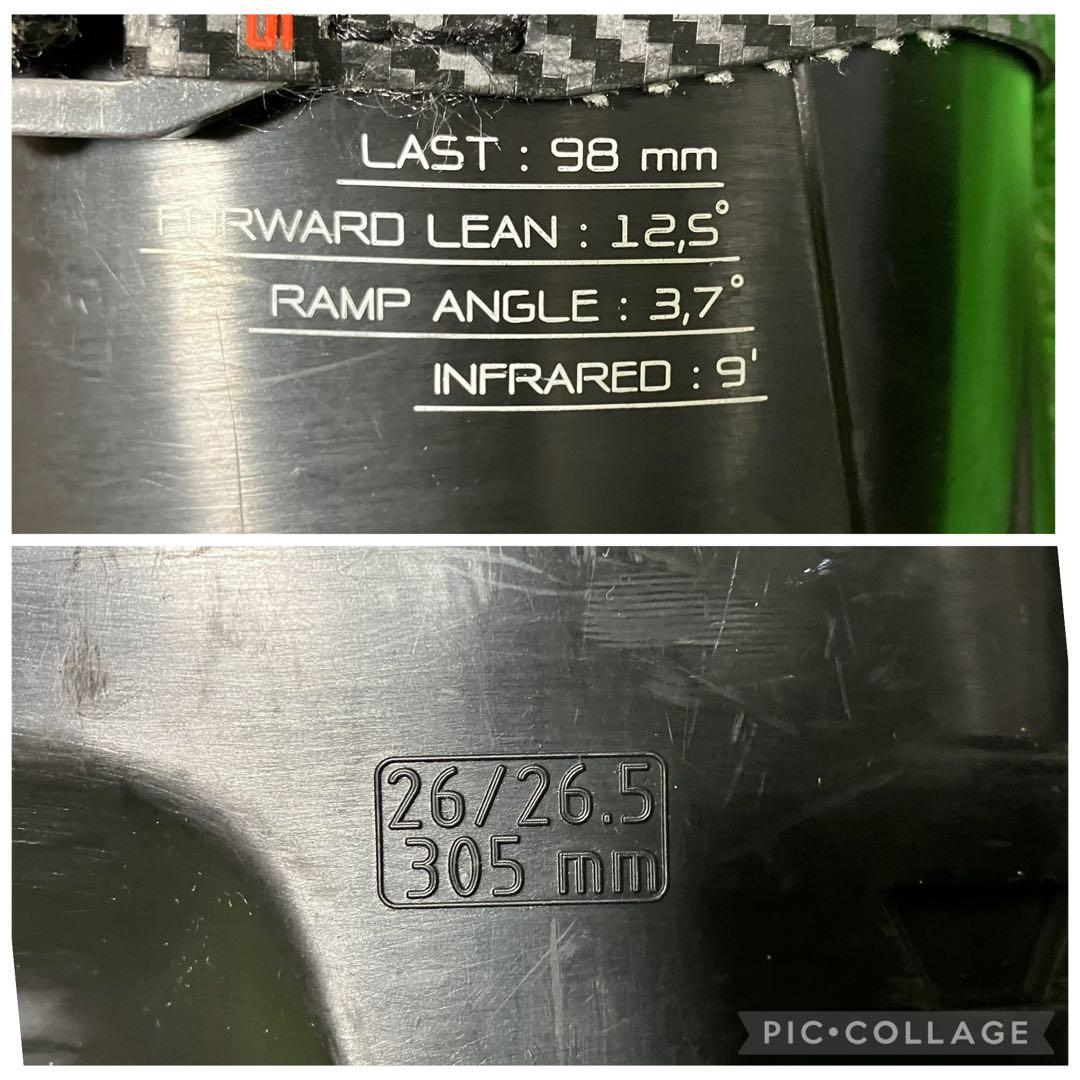 LAST : 98 mm
FORWARD LEAN : 12,5°
RAMP ANGLE : 3,7°
INFRARED : 9'
26/26.5
305 mm
PIC•COLLAGE